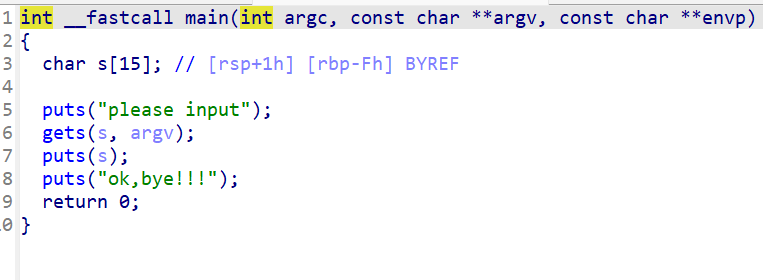 1 int __fastcall main(int argc, const char **argv, const char **envp)
2 {
3   char s[15]; // [rsp+1h] [rbp-Fh] BYREF
4
5   puts("please input");
6   gets(s, argv);
7   puts(s);
8   puts("ok,bye!!!");
9   return 0;
10 }